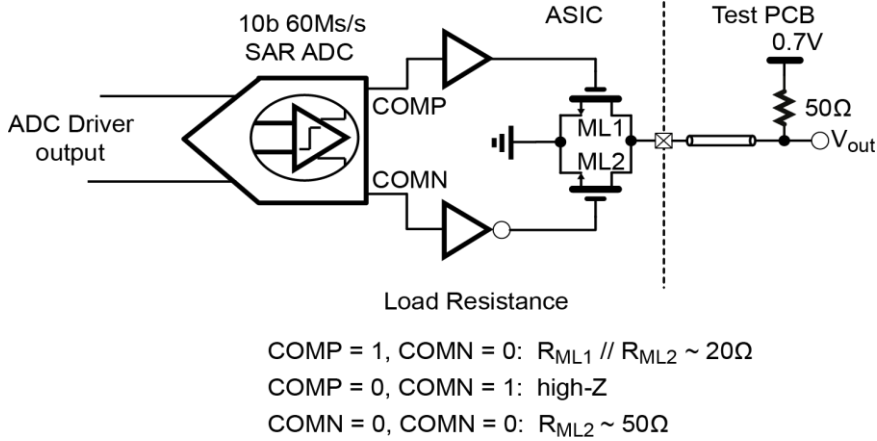 10b 60Ms/s
SAR ADC
ASIC
Test PCB
0.7V
50Ω
COMP
ML1
ADC Driver
output
Vout
ML2
COMN
Load Resistance
COMP = 1, COMN = 0: RML1 // RML2 ~ 20Ω
COMP = 0, COMN = 1: high-Z
COMN = 0, COMN = 0: RML2 ~ 50Ω